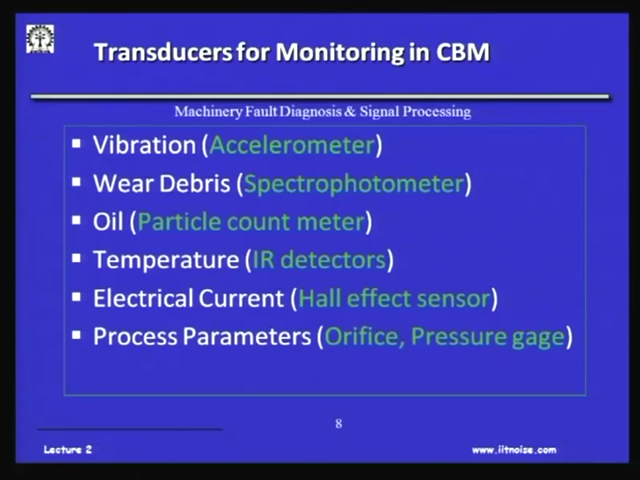 Transducers for Monitoring in CBM
Machinery Fault Diagnosis & Signal Processing
▪ Vibration (Accelerometer)
▪ Wear Debris (Spectrophotometer)
▪ Oil (Particle count meter)
▪ Temperature (IR detectors)
▪ Electrical Current (Hall effect sensor)
▪ Process Parameters (Orifice, Pressure gage)
8
Lecture 2
www.iitnoise.com